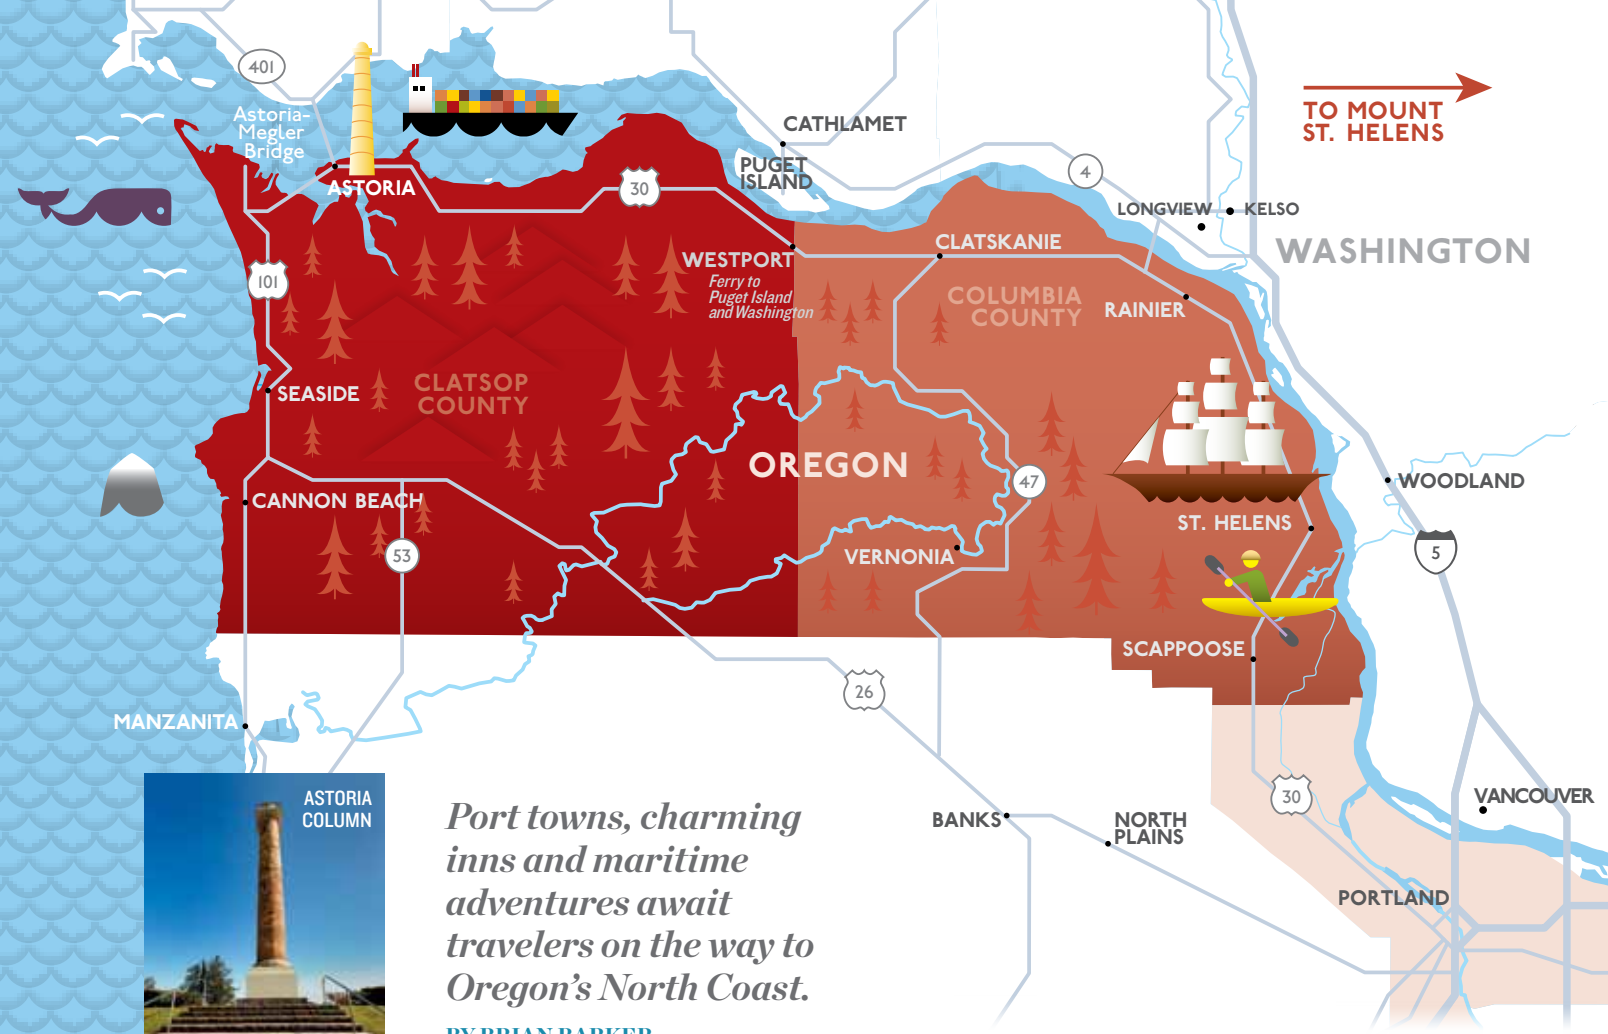 401
Astoria-
Megler
Bridge
ASTORIA
30
CATHLAMET
PUGET
ISLAND
4
LONGVIEW
KELSO
TO MOUNT
ST. HELENS
WASHINGTON
101
WESTPORT
Ferry to
Puget Island
and Washington
CLATSKANIE
COLUMBIA
COUNTY
RAINIER
SEASIDE
CLATSOP
COUNTY
OREGON
47
CANNON BEACH
53
VERNONIA
ST. HELENS
WOODLAND
5
SCAPPOOSE
26
MANZANITA
30
VANCOUVER
BANKS
NORTH
PLAINS
PORTLAND
ASTORIA
COLUMN
Port towns, charming
inns and maritime
adventures await
travelers on the way to
Oregon's North Coast.
BY BRIAN BARKER